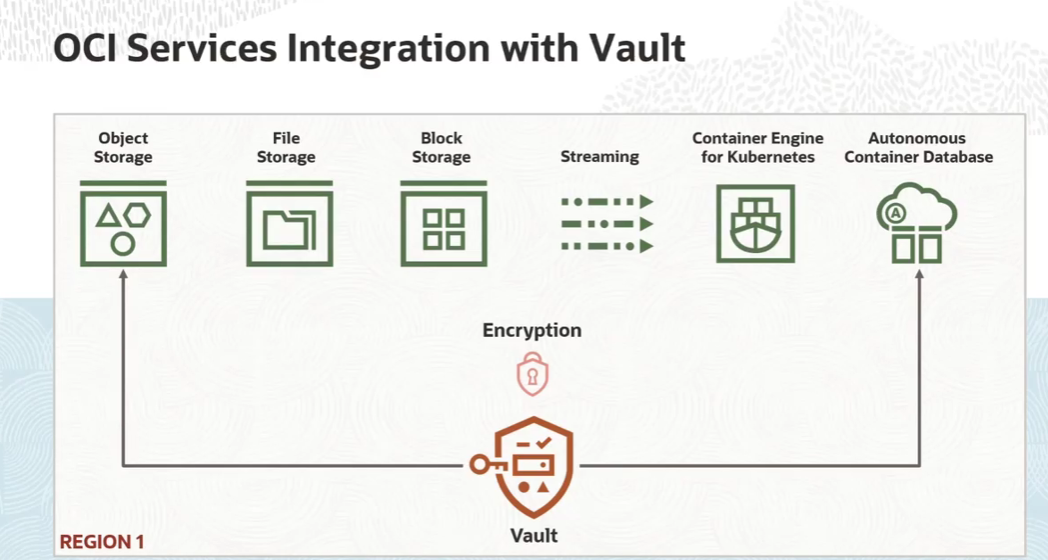 OCI Services Integration with Vault
Object
Storage
File
Storage
Block
Storage
Streaming
Container Engine
for Kubernetes
Autonomous
Container Database
A
Encryption
Vault
REGION 1